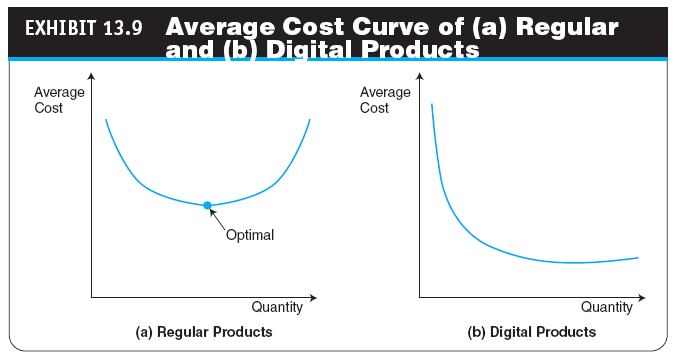 EXHIBIT 13.9 Average Cost Curve of (a) Regular
and (b) Digital Products
Average
Cost
Optimal
Quantity
(a) Regular Products
Average
Cost
Quantity
(b) Digital Products